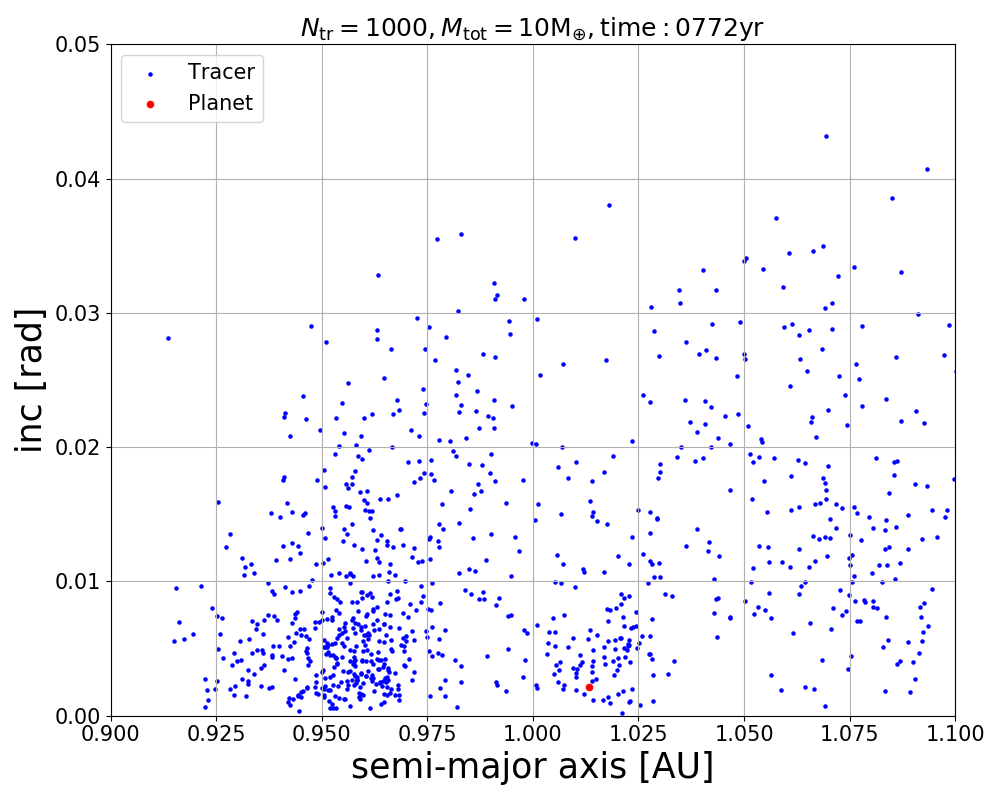 N_tr = 1000, M_tot = 10M_⊕, time : 0772yr
Tracer
Planet
inc [rad]
0.05
0.04
0.03
0.02
0.01
0.00
0.900 0.925 0.950 0.975 1.000 1.025 1.050 1.075 1.100
semi-major axis [AU]